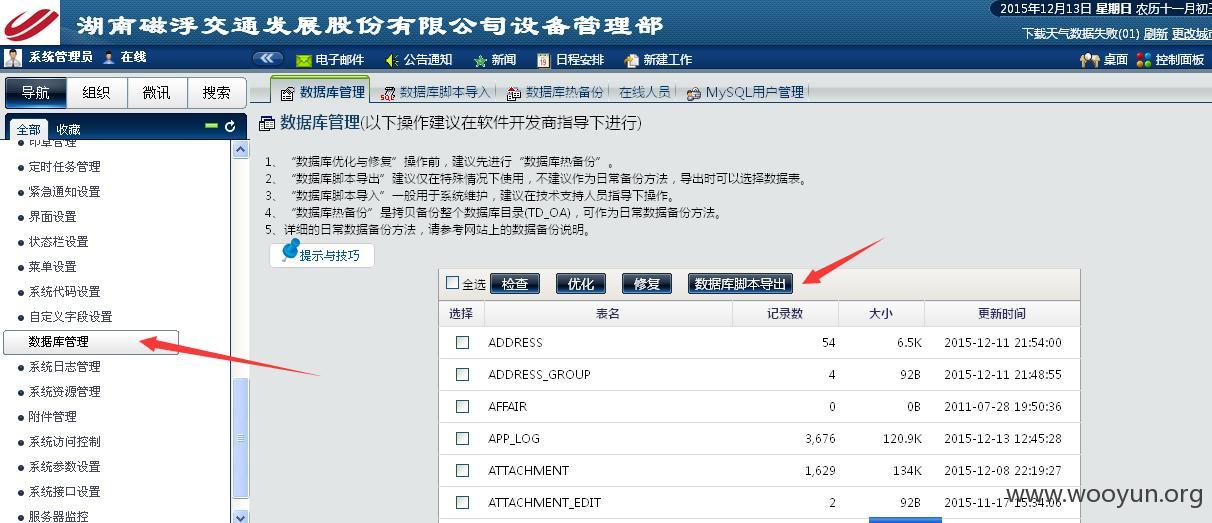 湖南磁浮交通发展股份有限公司设备管理部
2015年12月13日 星期日 农历十一月初三
下载天气数据失败(01) 刷新 更改城市
系统管理员 在线
电子邮件 公告通知 新闻 日程安排 新建工作
桌面 控制面板
导航 组织 微讯 搜索
数据库管理 数据库脚本导入 数据库热备份 在线人员 MySQL用户管理
全部 收藏
印章管理
定时任务管理
紧急通知设置
界面设置
状态栏设置
菜单设置
系统代码设置
自定义字段设置
数据库管理
系统日志管理
系统资源管理
附件管理
系统访问控制
系统参数设置
系统接口设置
服务器监控
数据库管理(以下操作建议在软件开发商指导下进行)
1、“数据库优化与修复”操作前，建议先进行“数据库热备份”。
2、“数据库脚本导出”建议仅在特殊情况下使用，不建议作为日常备份方法，导出时可以选择数据表。
3、“数据库脚本导入”一般用于系统维护，建议在技术支持人员指导下操作。
4、“数据库热备份”是拷贝备份整个数据库目录(TD_OA)，可作为日常数据备份方法。
5、详细的日常数据备份方法，请参考网站上的数据备份说明。
提示与技巧
全选 检查 优化 修复 数据库脚本导出
选择 表名 记录数 大小 更新时间
ADDRESS 54 6.5K 2015-12-11 21:54:00
ADDRESS_GROUP 4 92B 2015-12-11 21:48:55
AFFAIR 0 0B 2011-07-28 19:50:36
APP_LOG 3,676 120.9K 2015-12-13 12:45:28
ATTACHMENT 1,629 134K 2015-12-08 22:19:27
ATTACHMENT_EDIT 2 92B 2015-11-17 15:34:06
www.wooyun.org